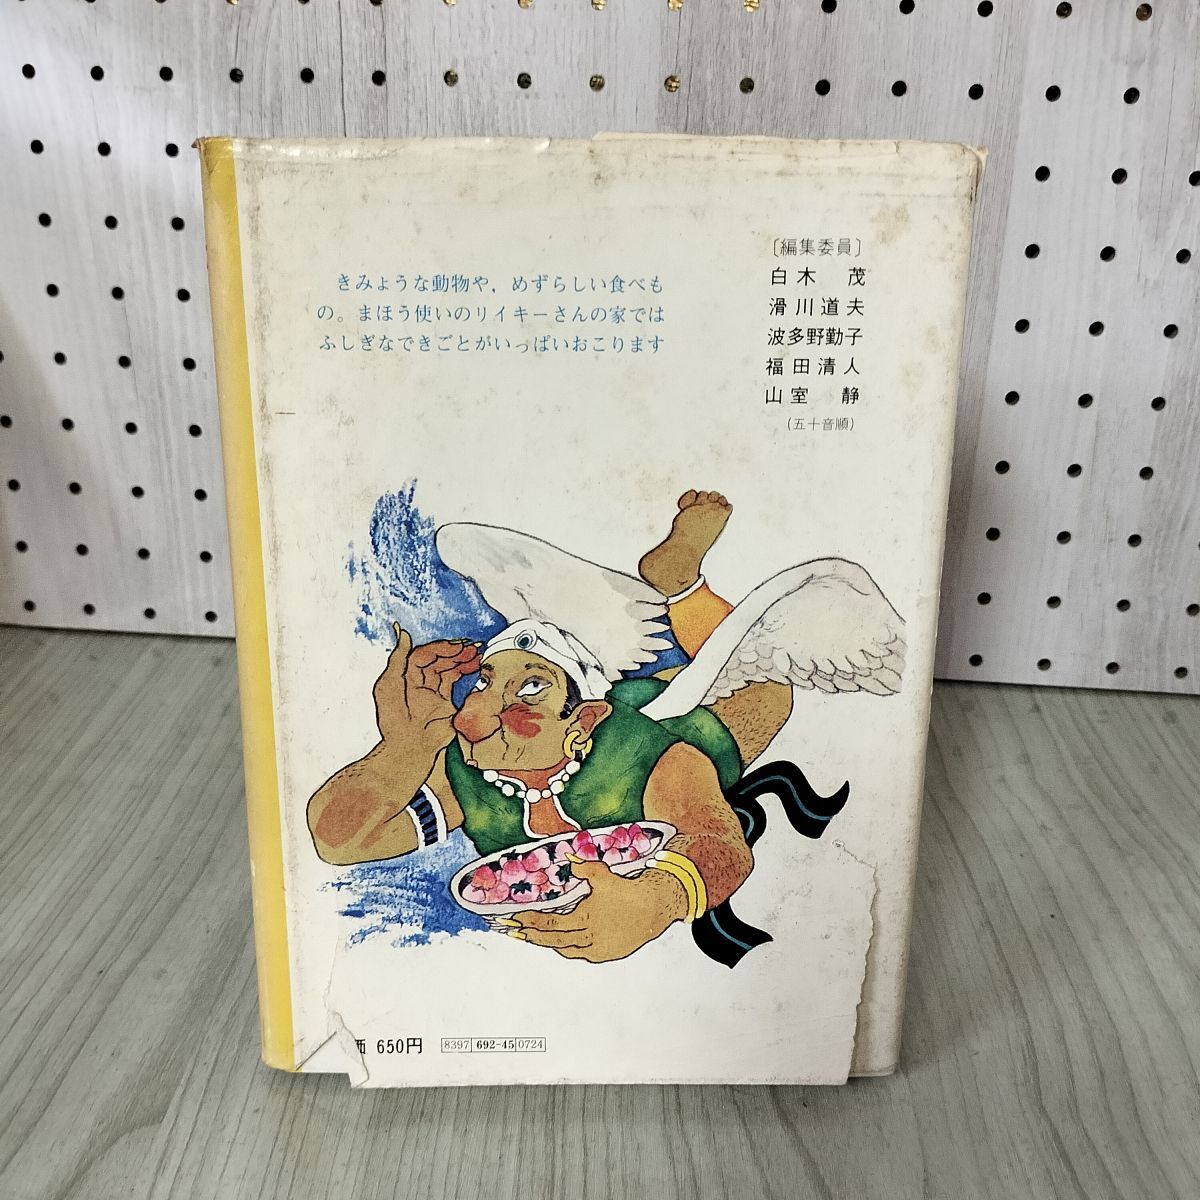 きみょうな動物や，めずらしい食べも
の。まほう使いのリイキーさんの家では
ふしぎなできごとがいっぱいおこります
〔編集委員〕
白木　茂
滑川道夫
波多野勤子
福田清人
山室　静
(五十音順)
価 650円
8397 692-45 0724